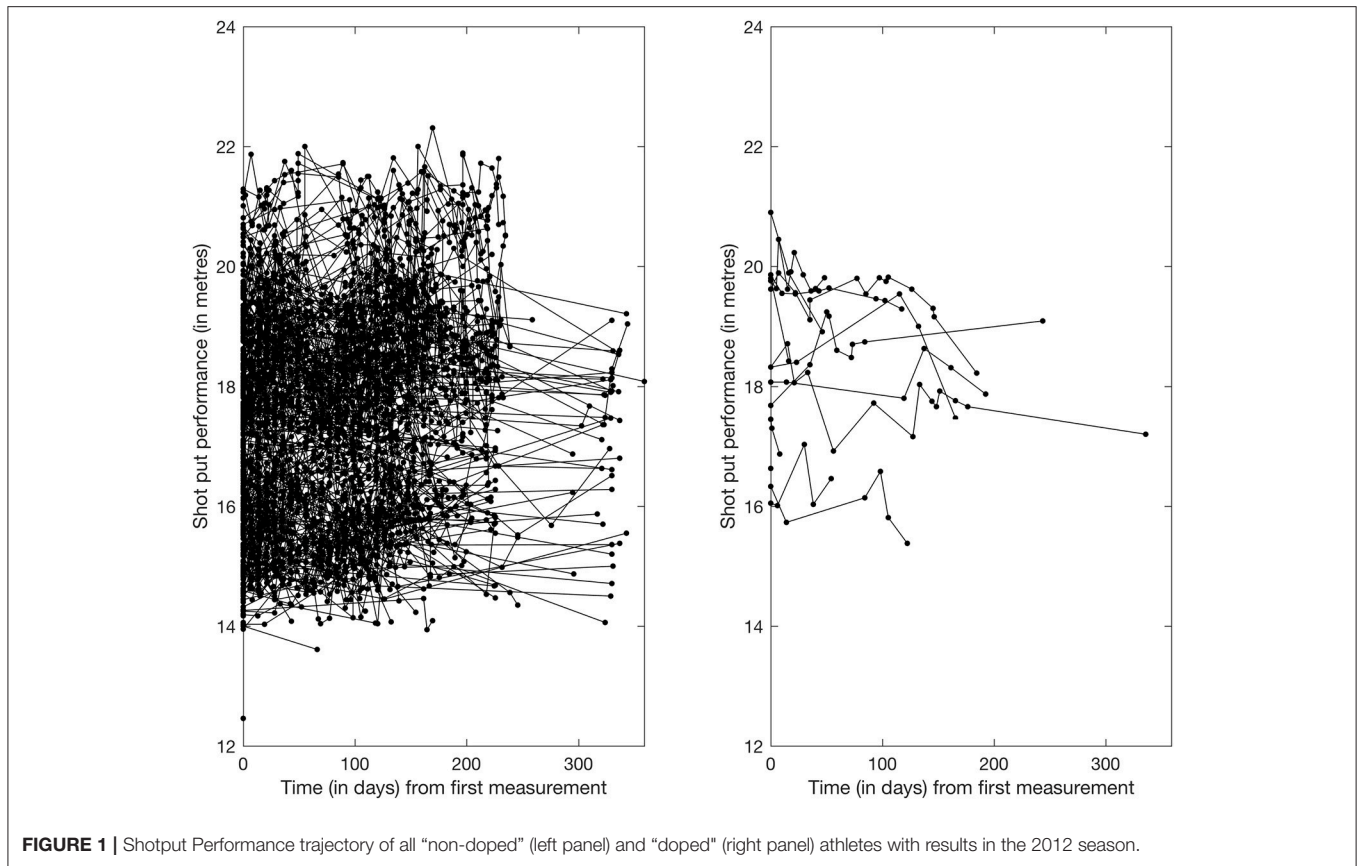 24
22
20
18
16
14
12
Shot put performance (in metres)
0 100 200 300
Time (in days) from first measurement
24
22
20
18
16
14
12
Shot put performance (in metres)
0 100 200 300
Time (in days) from first measurement
FIGURE 1 | Shotput Performance trajectory of all “non-doped” (left panel) and “doped" (right panel) athletes with results in the 2012 season.